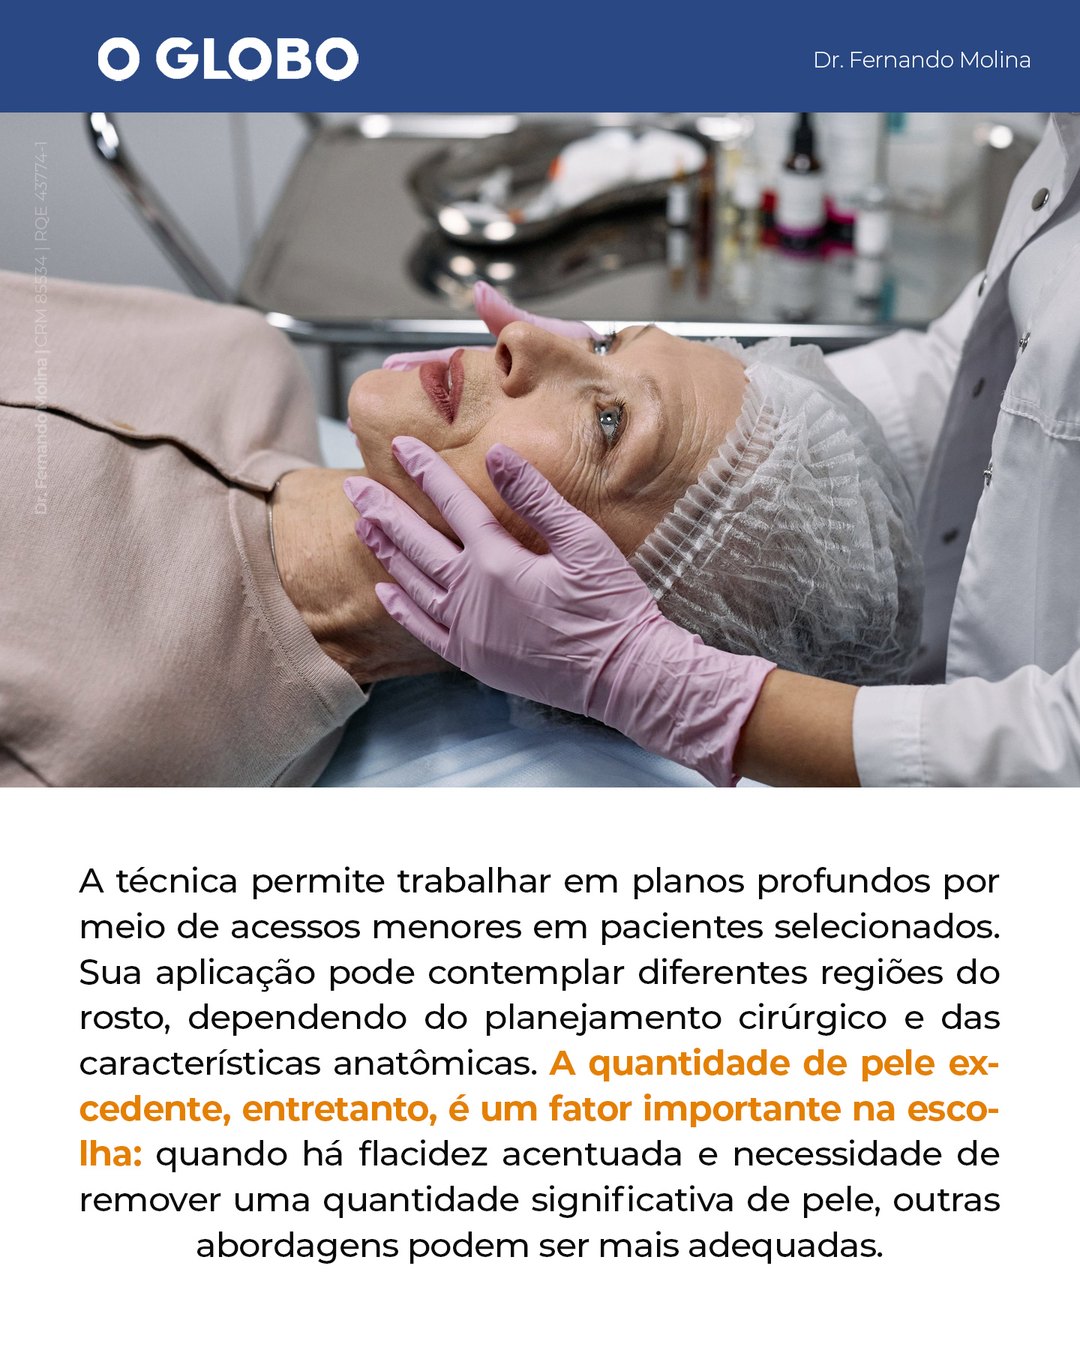 O GLOBO
Dr. Fernando Molina
Dr. Fernando Molina | CRM 85334 | RQE 43774-1
A técnica permite trabalhar em planos profundos por
meio de acessos menores em pacientes selecionados.
Sua aplicação pode contemplar diferentes regiões do
rosto, dependendo do planejamento cirúrgico e das
características anatômicas. A quantidade de pele ex-
cedente, entretanto, é um fator importante na esco-
lha: quando há flacidez acentuada e necessidade de
remover uma quantidade significativa de pele, outras
abordagens podem ser mais adequadas.